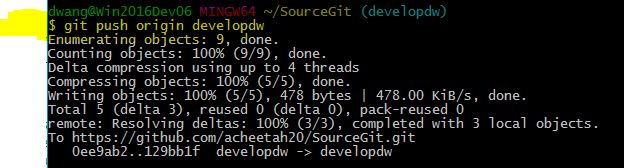 dwang@Win2016Dev06 MINGW64 ~/SourceGit (developdw)
$ git push origin developdw
Enumerating objects: 9, done.
Counting objects: 100% (9/9), done.
Delta compression using up to 4 threads
Compressing objects: 100% (5/5), done.
Writing objects: 100% (5/5), 478 bytes | 478.00 KiB/s, done.
Total 5 (delta 3), reused 0 (delta 0), pack-reused 0
remote: Resolving deltas: 100% (3/3), completed with 3 local objects.
To https://github.com/acheetah20/SourceGit.git
   0ee9ab2..129bb1f  developdw -> developdw